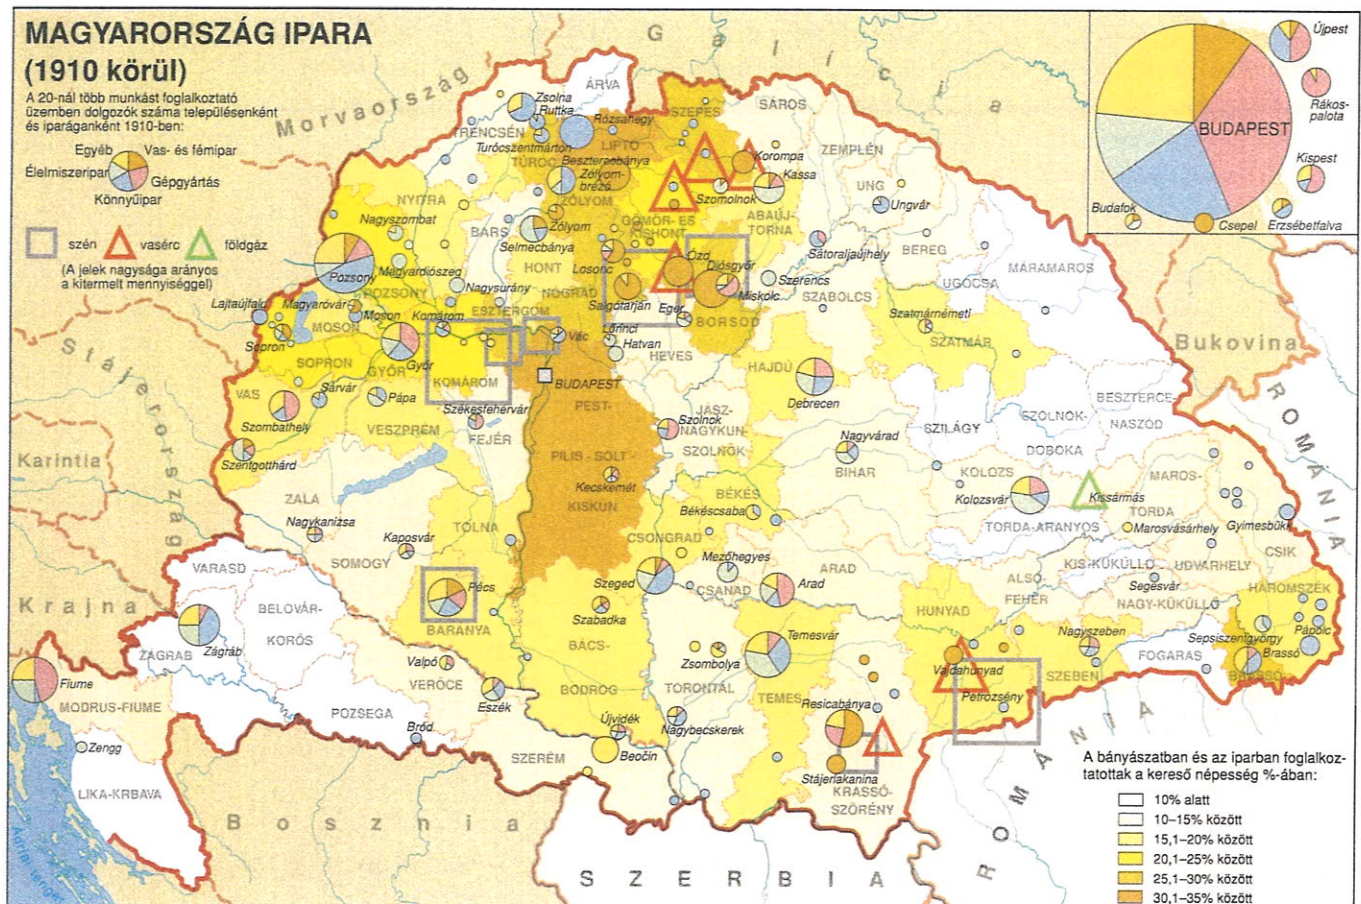 MAGYARORSZÁG IPARA
(1910 körül)
A 20-nál több munkást foglalkoztató
üzemben dolgozók száma településenként
és iparáganként 1910-ben:
Egyéb
Vas- és fémipar
Élelmiszeripar
Gépgyártás
Könnyűipar
szén
vasérc
földgáz
(A jelek nagysága arányos
a kitermelt mennyiséggel)
Újpest
Rákos-
palota
BUDAPEST
Kispest
Budafok
Csepel
Erzsébetfalva
Galícia
Morvaország
Stájerország
Karintia
Krajna
Bukovina
ROMÁNIA
ROMÁNIA
SZERBIA
Bosznia
Adriai-tenger
ÁRVA
Zsolna
Ruttka
Rózsahegy
SZEPES
SÁROS
TRENCSÉN
Turócszentmárton
LIPTÓ
TÚRÓC
Besztercebánya
Korompa
ZEMPLÉN
Zólyom-
brézó
Kassa
UNG
NYITRA
ZÓLYOM
Szomolnok
Ungvár
Nagyszombat
BARS
Zólyom
GÖMÖR- ÉS
KISHONT
ABAÚJ-
TORNA
Selmecbánya
BEREG
Sátoraljaújhely
Pozsony
Megyardiószeg
HONT
Losonc
Ózd
Diósgyőr
MÁRAMAROS
Nagysurány
Szerencs
UGOCSA
POZSONY
NÓGRÁD
Miskolc
SZABOLCS
Lajtaújfalu
Magyaróvár
Moson
ESZTERGOM
Salgótarján
Eger
Komárom
BORSOD
Szatmárnémeti
MOSON
Vác
Lőrinci
Hatvan
Sopron
SZATMÁR
SOPRON
GYŐR
Győr
HEVES
HAJDÚ
KOMÁROM
BUDAPEST
VAS
Sárvár
Pápa
Debrecen
BESZTERCE-
NASZÓD
Székesfehérvár
PEST-
JÁSZ-
NAGYKUN-
SZOLNOK
SZOLNOK-
DOBOKA
Szombathely
Szolnok
VESZPRÉM
FEJÉR
SZILÁGY
Nagyvárad
Szentgotthárd
PILIS - SOLT -
BIHAR
KOLOZS
MAROS-
TORDA
Kecskemét
ZALA
KISKUN
BÉKÉS
Kolozsvár
Kissármás
Békéscsaba
Nagykanizsa
TOLNA
TORDA-ARANYOS
Marosvásárhely
Gyimesbükk
CSONGRÁD
Kaposvár
Mezőhegyes
CSIK
SOMOGY
ARAD
KIS-KÜKÜLLŐ
UDVARHELY
VARASD
Szeged
CSANÁD
Arad
ALSÓ-
FEHÉR
Segesvár
Pécs
HÁROMSZÉK
BELOVÁR-
KŐRÖS
HUNYAD
NAGY-KÜKÜLLŐ
Szabadka
BARANYA
Temesvár
Nagyszeben
Sepsiszentgyörgy
Pápolc
Zágráb
BÁCS-
ZÁGRÁB
Zsombolya
FOGARAS
Brassó
Valpó
Vajdahunyad
VERŐCE
BODROG
TORONTÁL
TEMES
SZEBEN
BRASSÓ
Fiume
Petrozsény
Eszék
Resicabánya
MODRUS-FIUME
POZSEGA
Újvidék
Nagybecskerek
Bród
Zengg
SZERÉM
Beočin
Stájerlakanina
LIKA-KRBAVA
KRASSÓ-
SZÖRÉNY
A bányászatban és az iparban foglalkoz-
tatottak a kereső népesség %-ában:
10% alatt
10–15% között
15,1–20% között
20,1–25% között
25,1–30% között
30,1–35% között